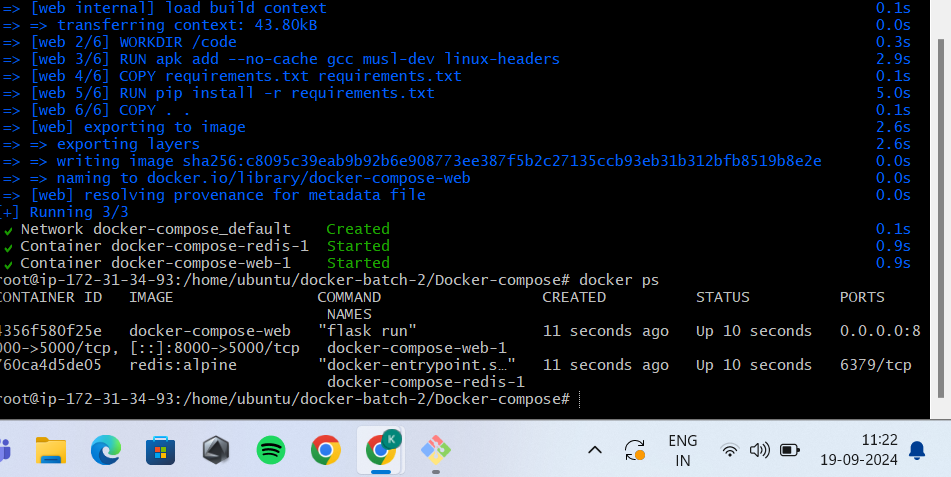 => [web internal] load build context 0.1s
=> => transferring context: 43.80kB 0.0s
=> [web 2/6] WORKDIR /code 0.3s
=> [web 3/6] RUN apk add --no-cache gcc musl-dev linux-headers 2.9s
=> [web 4/6] COPY requirements.txt requirements.txt 0.1s
=> [web 5/6] RUN pip install -r requirements.txt 5.0s
=> [web 6/6] COPY . . 0.1s
=> [web] exporting to image 2.6s
=> => exporting layers 2.6s
=> => writing image sha256:c8095c39eab9b92b6e908773ee387f5b2c27135ccb93eb31b312bfb8519b8e2e 0.0s
=> => naming to docker.io/library/docker-compose-web 0.0s
=> [web] resolving provenance for metadata file 0.0s
[+] Running 3/3
✔ Network docker-compose_default Created 0.1s
✔ Container docker-compose-redis-1 Started 0.9s
✔ Container docker-compose-web-1 Started 0.9s
root@ip-172-31-34-93:/home/ubuntu/docker-batch-2/Docker-compose# docker ps
CONTAINER ID IMAGE COMMAND CREATED STATUS PORTS
NAMES
4356f580f25e docker-compose-web "flask run" 11 seconds ago Up 10 seconds 0.0.0.0:8
000->5000/tcp, [::]:8000->5000/tcp docker-compose-web-1
760ca4d5de05 redis:alpine "docker-entrypoint.s…" 11 seconds ago Up 10 seconds 6379/tcp
docker-compose-redis-1
root@ip-172-31-34-93:/home/ubuntu/docker-batch-2/Docker-compose#
K
ENG
IN
11:22
19-09-2024